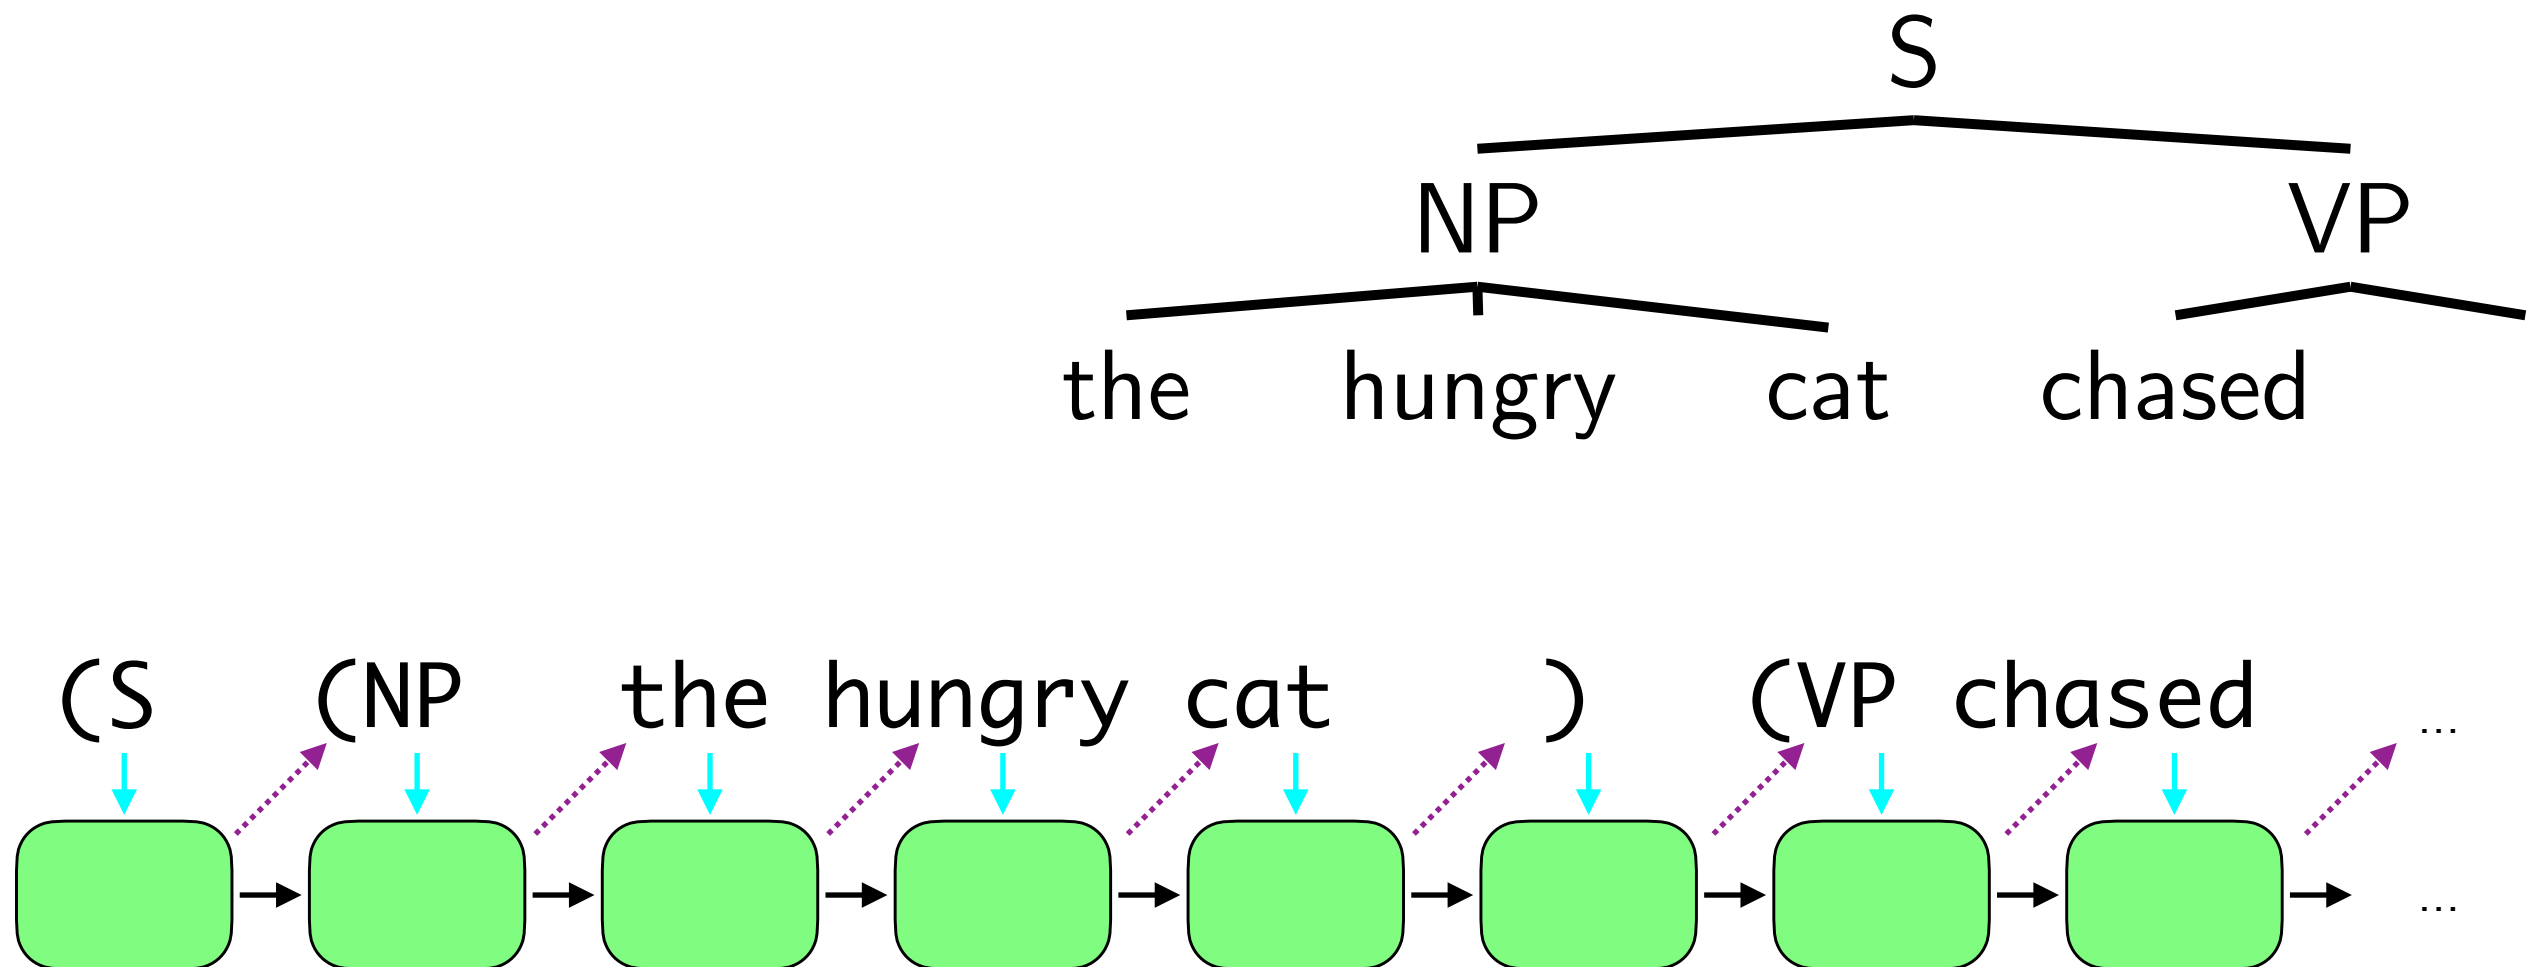 S
NP VP
the hungry cat chased
(S (NP the hungry cat ) (VP chased ...
...